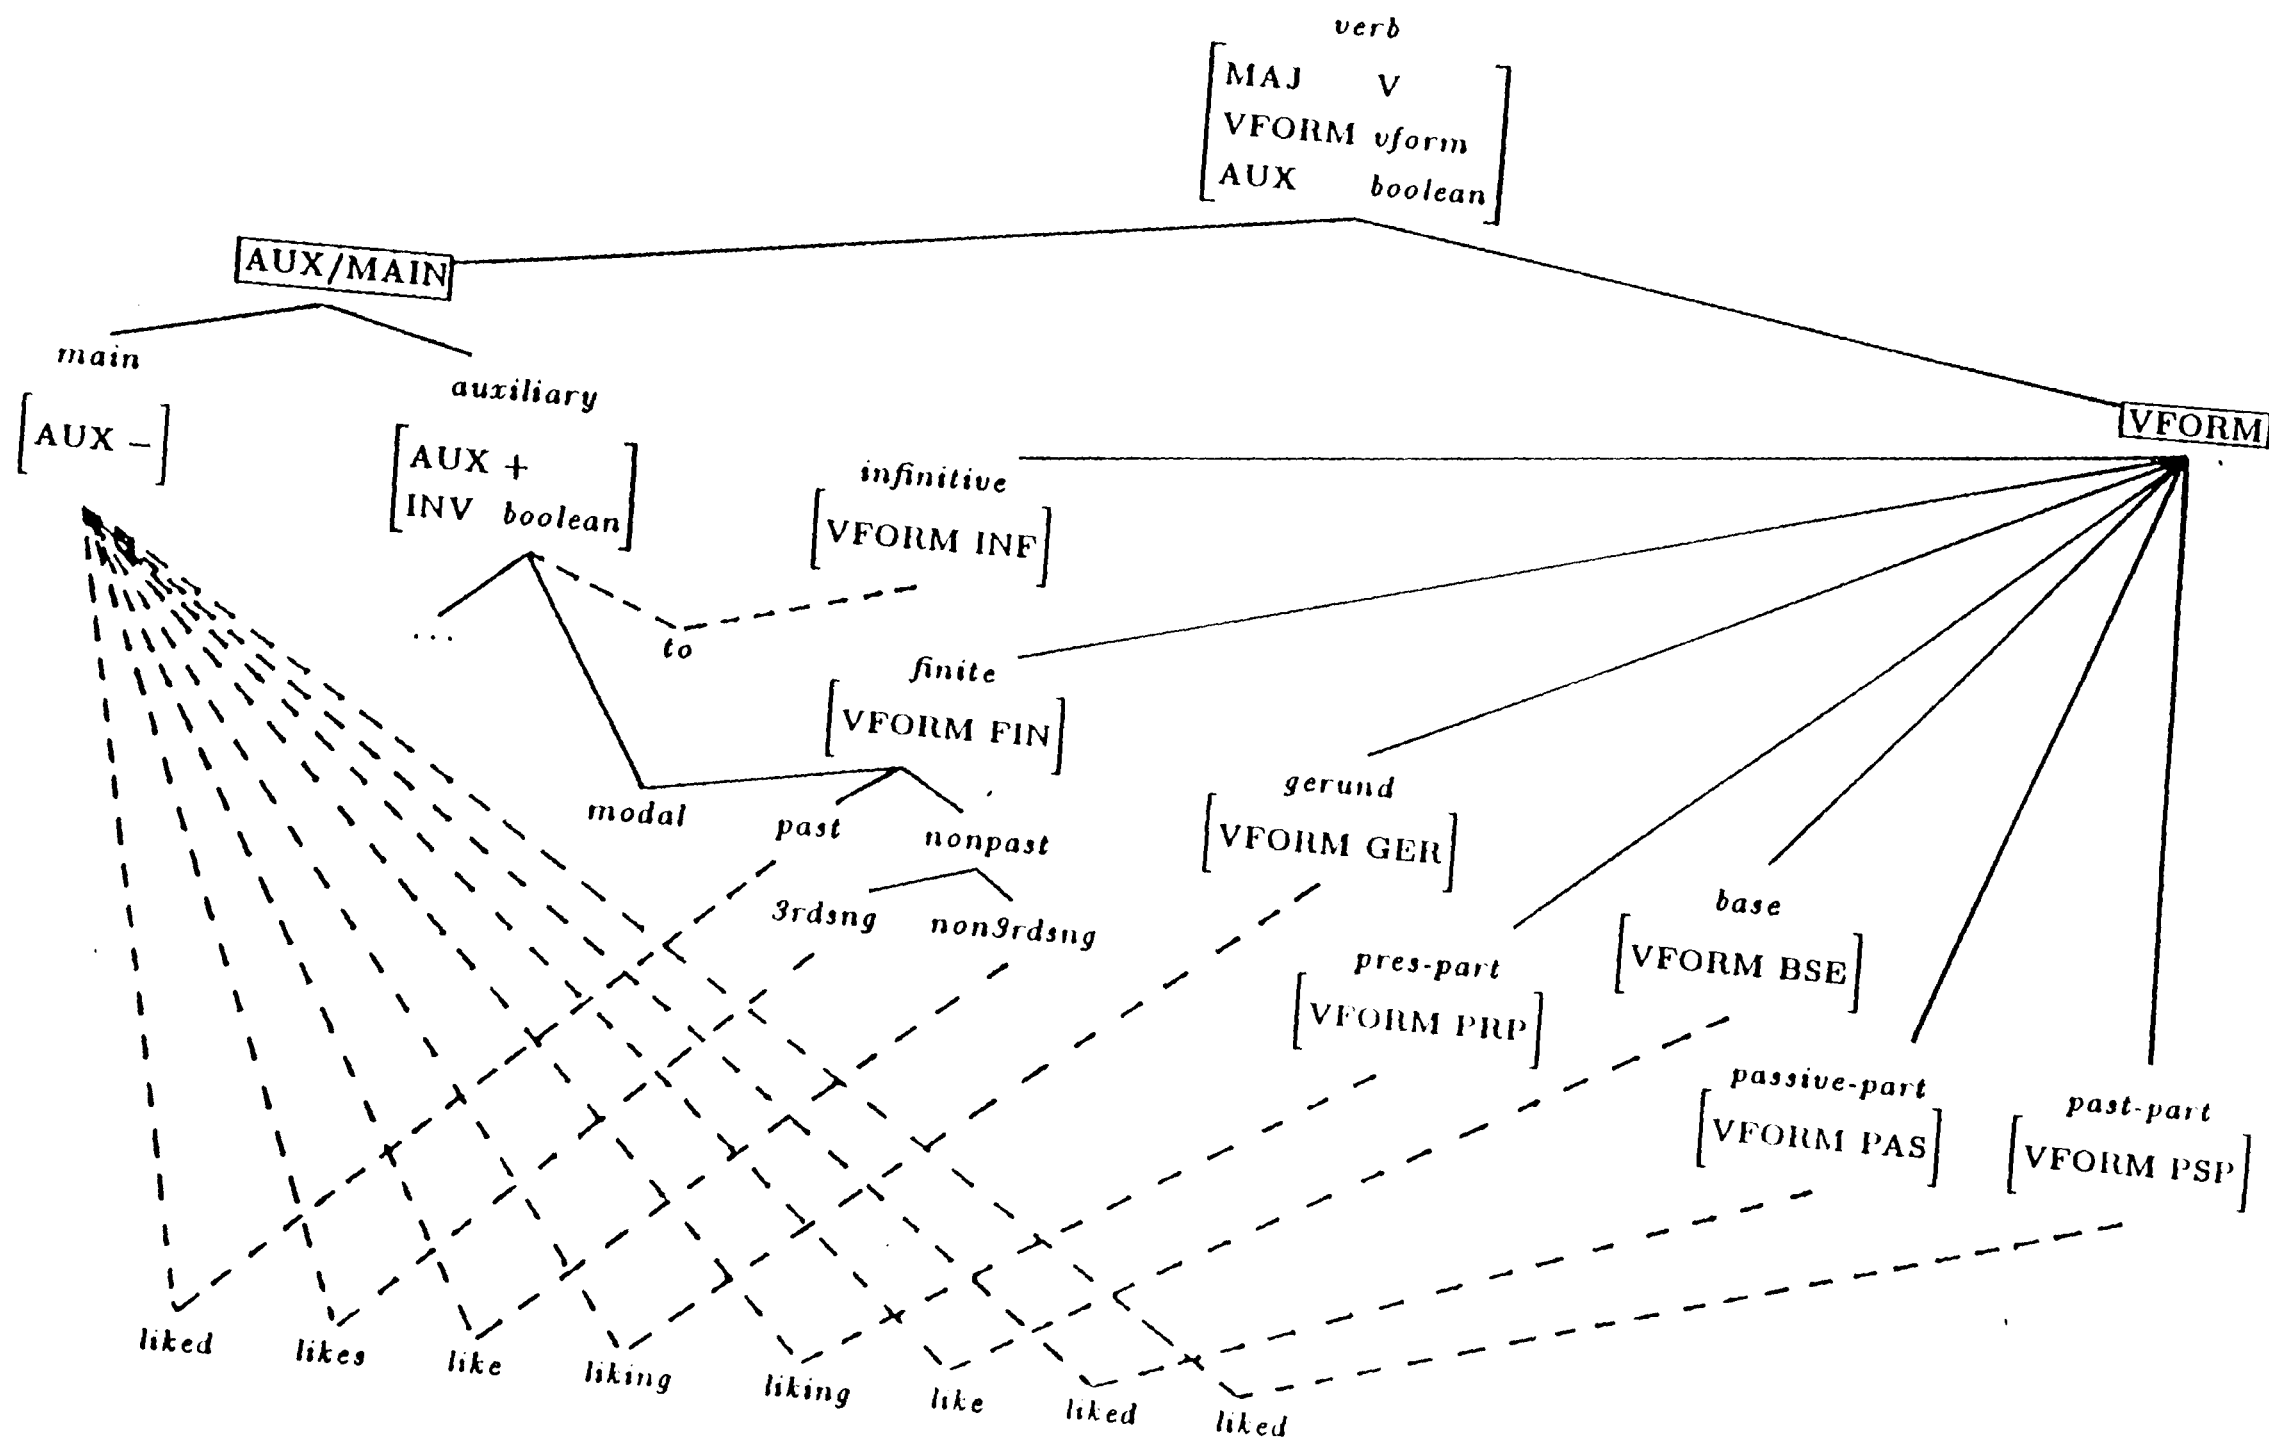 verb
MAJ V
VFORM vform
AUX boolean
AUX/MAIN
main
auxiliary
VFORM
AUX –
AUX +
INV boolean
infinitive
VFORM INF
...
to
finite
VFORM FIN
modal
past
nonpast
gerund
VFORM GER
3rdsng
non3rdsng
base
VFORM BSE
pres-part
VFORM PRP
passive-part
VFORM PAS
past-part
VFORM PSP
liked
likes
like
liking
liking
like
liked
liked